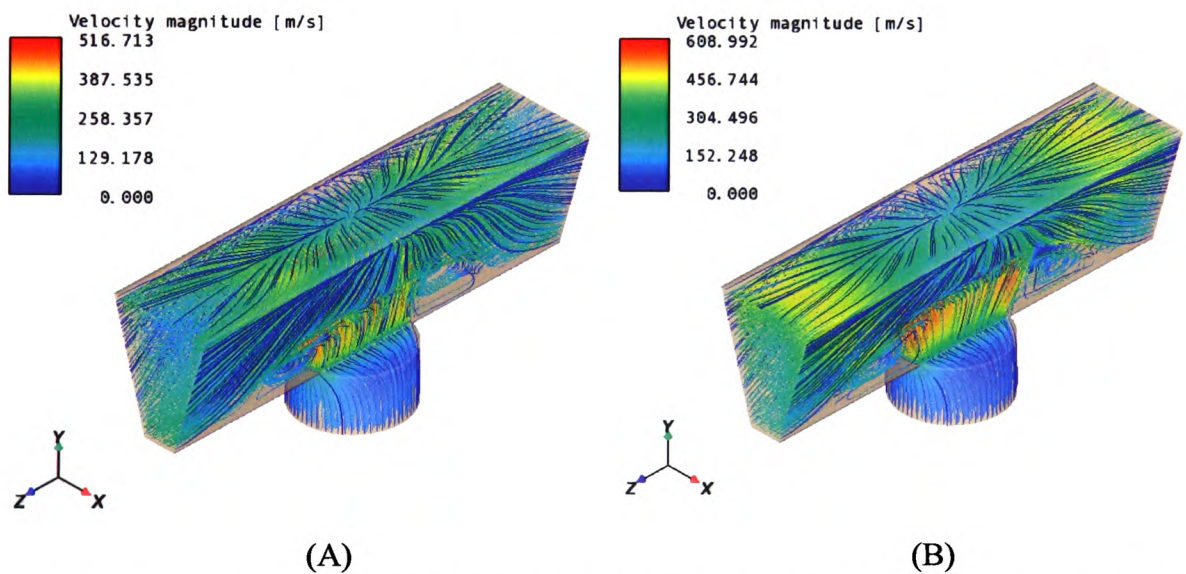 Velocity magnitude [m/s]
516.713
387.535
258.357
129.178
0.000
Y
Z
X
(A)
Velocity magnitude [m/s]
608.992
456.744
304.496
152.248
0.000
Y
Z
X
(B)